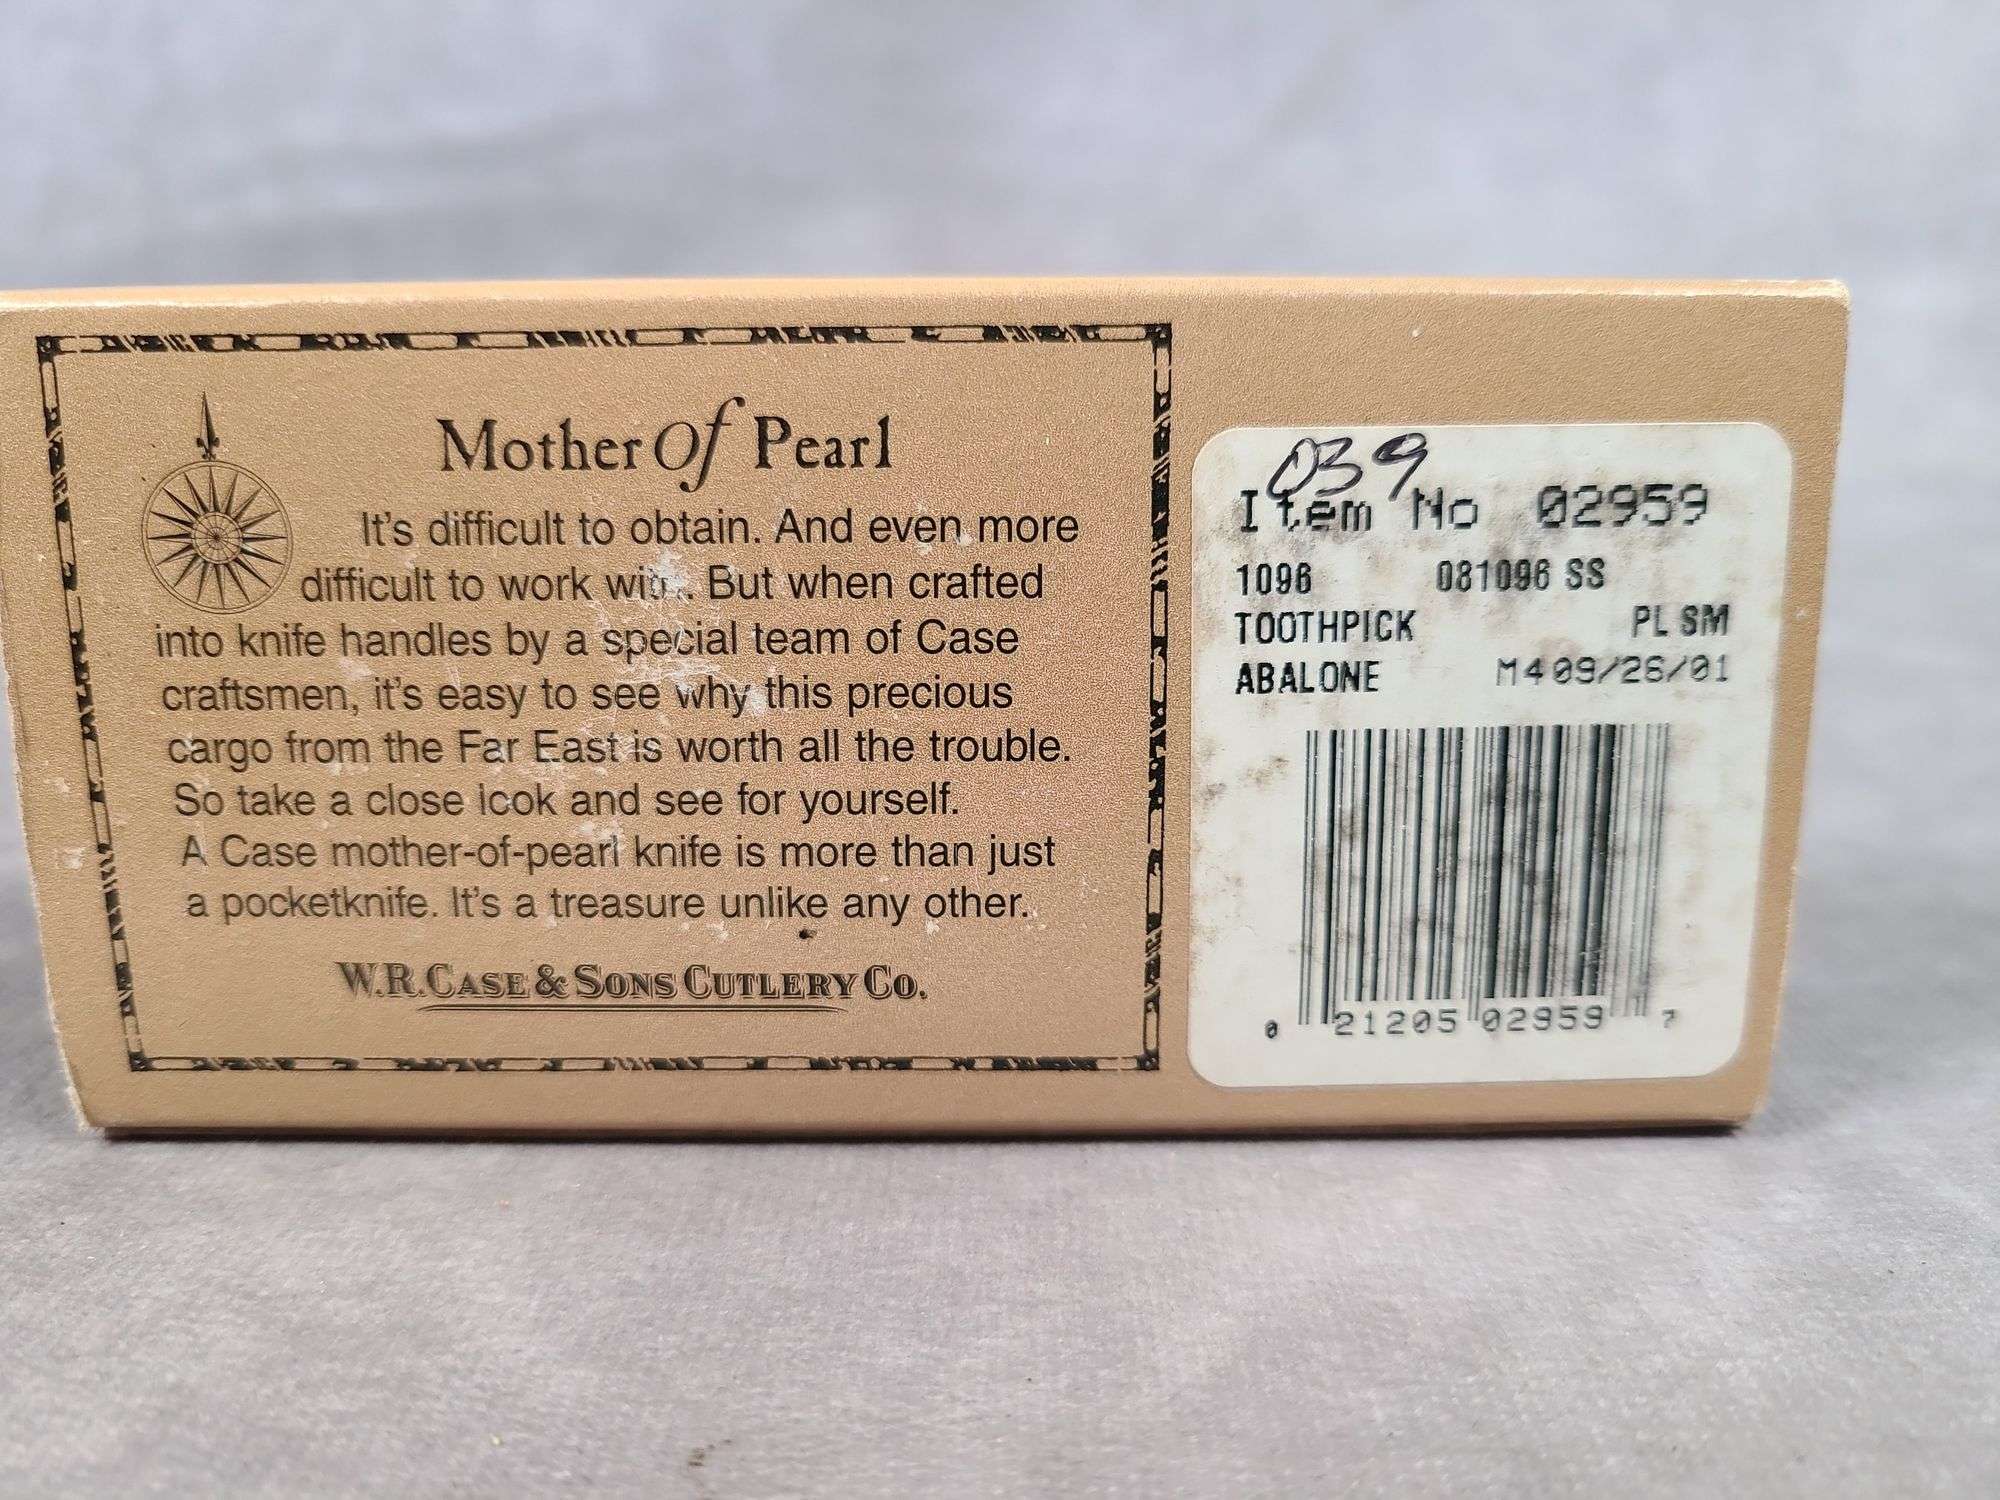 Mother Of Pearl
It's difficult to obtain. And even more
difficult to work . But when crafted
into knife handles by a special team of Case
craftsmen, it's easy to see why this precious
cargo from the Far East is worth all the trouble.
So take a close look and see for yourself.
A Case mother-of-pearl knife is more than just
a pocketknife. It's a treasure unlike any other.
W.R. CASE & SONS CUTLERY CO.
039
Item No 02959
1096 081096 SS
TOOTHPICK PL SM
ABALONE M4 09/26/01
0 21205 02959 7